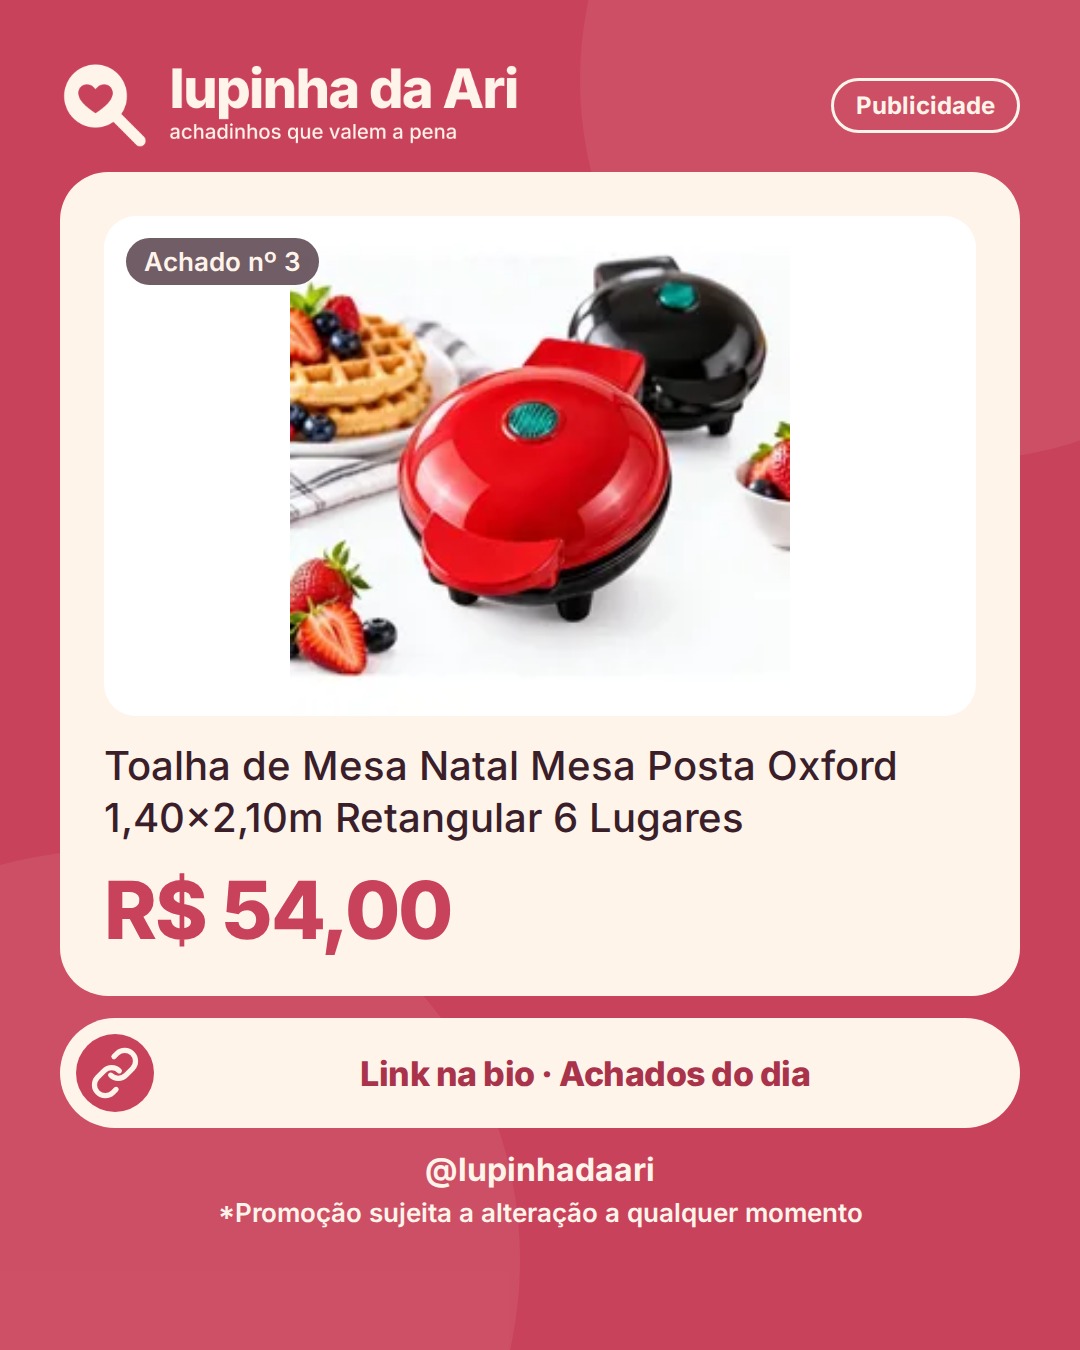 lupinha da Ari
achadinhos que valem a pena
Publicidade
Achado nº 3
Toalha de Mesa Natal Mesa Posta Oxford
1,40×2,10m Retangular 6 Lugares
R$ 54,00
Link na bio · Achados do dia
@lupinhadaari
*Promoção sujeita a alteração a qualquer momento